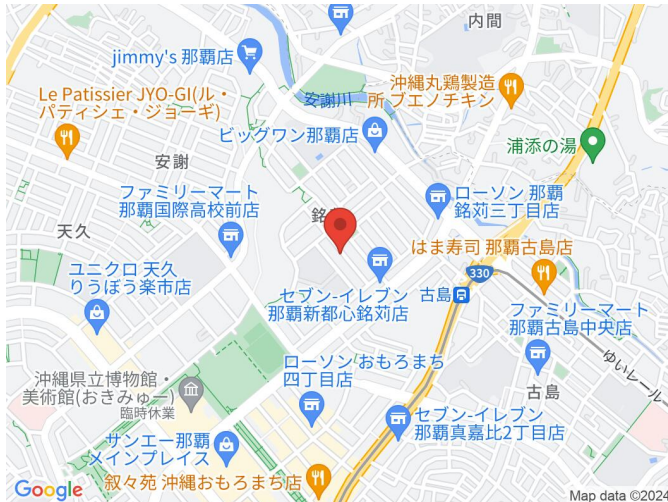 内間
jimmy's 那覇店
沖縄丸鶏製造
所 ブエノチキン
安謝川
Le Patissier JYO-GI(ル・
パティシェ・ジョーギ)
ビッグワン那覇店
浦添の湯
安謝
ファミリーマート
那覇国際高校前店
ローソン 那覇
銘苅三丁目店
天久
はま寿司 那覇古島店
330
ユニクロ 天久
りうぼう楽市店
セブン-イレブン
那覇新都心銘苅店
古島
ファミリーマート
那覇古島中央店
ローソン おもろまち
四丁目店
ゆいレール
沖縄県立博物館・
美術館(おきみゅー)
臨時休業
古島
セブン-イレブン
那覇真嘉比2丁目店
サンエー那覇
メインプレイス
叙々苑 沖縄おもろまち店
Google
Map data ©2024